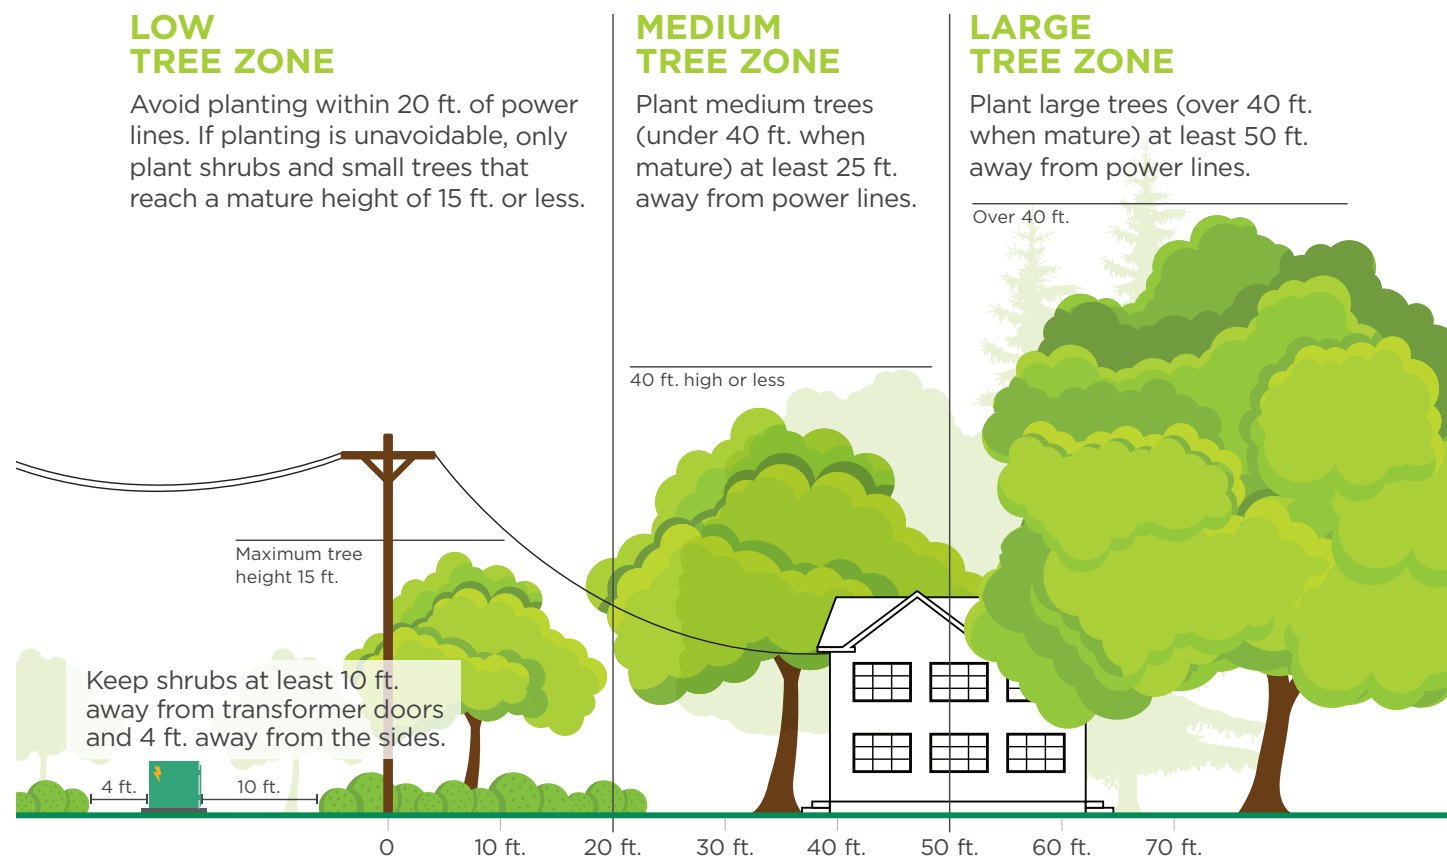 LOW
TREE ZONE
Avoid planting within 20 ft. of power
lines. If planting is unavoidable, only
plant shrubs and small trees that
reach a mature height of 15 ft. or less.
MEDIUM
TREE ZONE
Plant medium trees
(under 40 ft. when
mature) at least 25 ft.
away from power lines.
LARGE
TREE ZONE
Plant large trees (over 40 ft.
when mature) at least 50 ft.
away from power lines.
Over 40 ft.
40 ft. high or less
Maximum tree
height 15 ft.
Keep shrubs at least 10 ft.
away from transformer doors
and 4 ft. away from the sides.
4 ft.
10 ft.
0
10 ft.
20 ft.
30 ft.
40 ft.
50 ft.
60 ft.
70 ft.